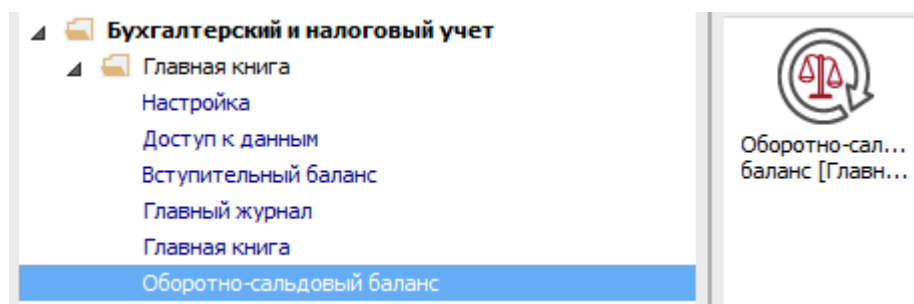 Бухгалтерский и налоговый учет
Главная книга
Настройка
Доступ к данным
Вступительный баланс
Главный журнал
Главная книга
Оборотно-сальдовый баланс
Оборотно-сал...
баланс [Главн...